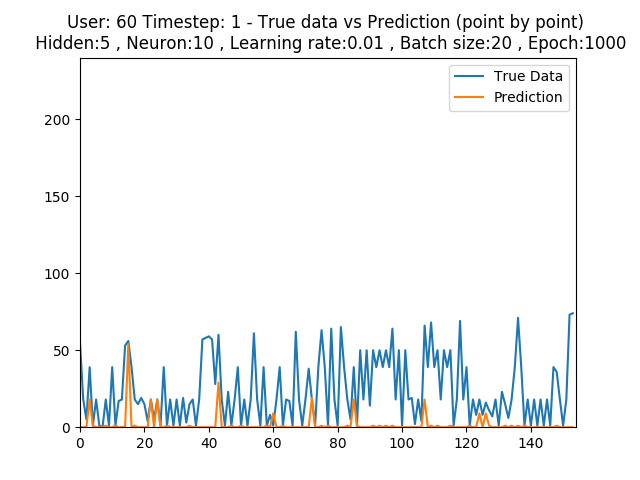 User: 60 Timestep: 1 - True data vs Prediction (point by point)
Hidden:5 , Neuron:10 , Learning rate:0.01 , Batch size:20 , Epoch:1000
True Data
Prediction
200
150
100
50
0
0 20 40 60 80 100 120 140